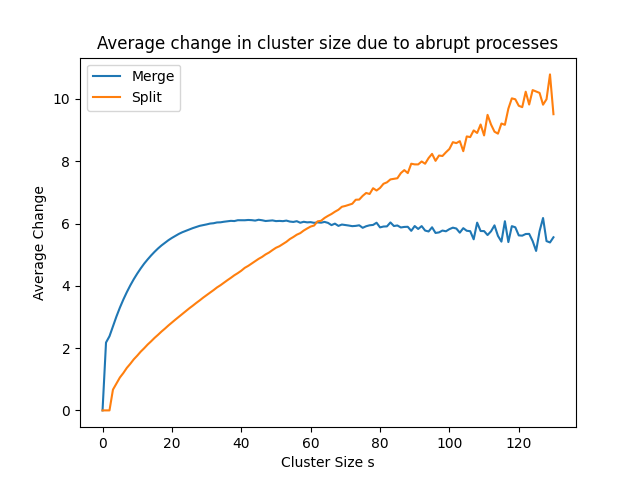 Average change in cluster size due to abrupt processes
Merge
Split
Average Change
10
8
6
4
2
0
0 20 40 60 80 100 120
Cluster Size s